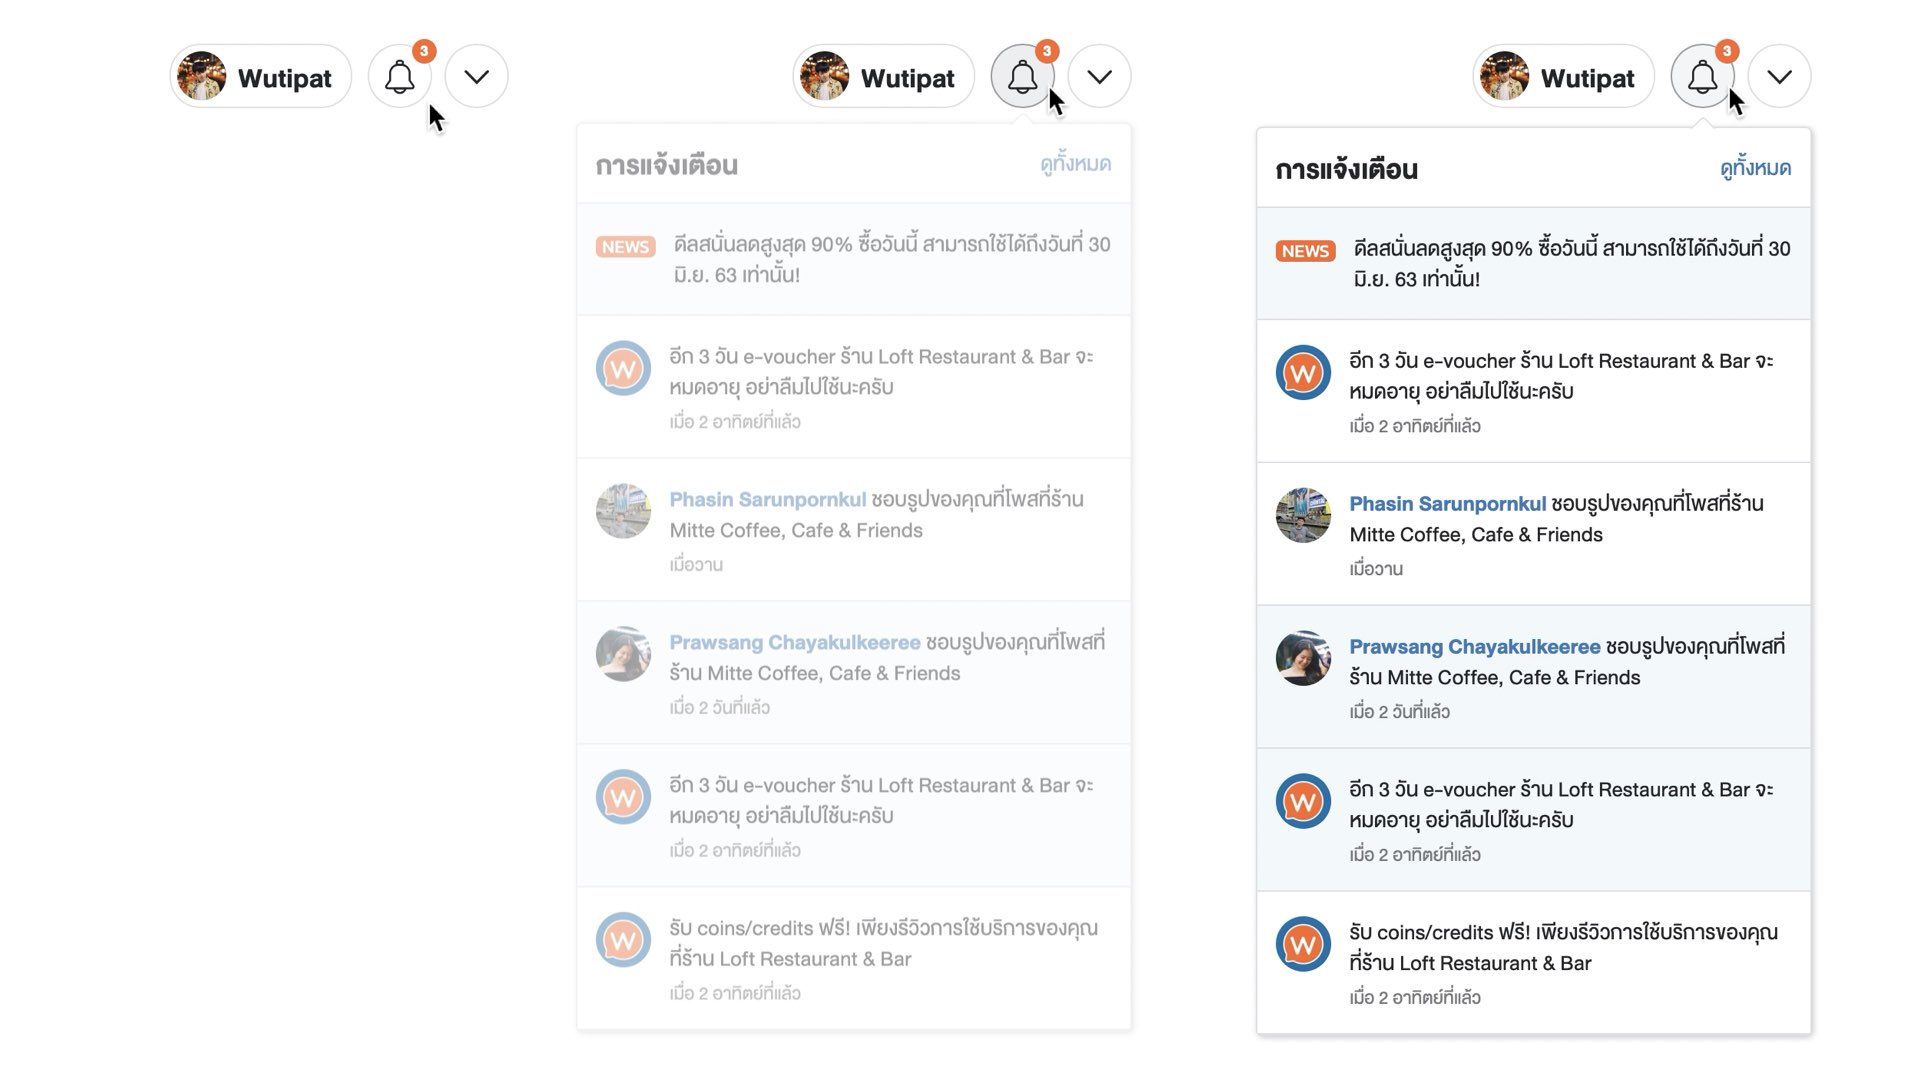 Wutipat
3
Wutipat
3
การแจ้งเตือน
ดูทั้งหมด
NEWS
ดีลสนั่นลดสูงสุด 90% ซื้อวันนี้ สามารถใช้ได้ถึงวันที่ 30
มิ.ย. 63 เท่านั้น!
W
อีก 3 วัน e-voucher ร้าน Loft Restaurant & Bar จะ
หมดอายุ อย่าลืมไปใช้นะครับ
เมื่อ 2 อาทิตย์ที่แล้ว
Phasin Sarunpornkul ชอบรูปของคุณที่โพสที่ร้าน
Mitte Coffee, Cafe & Friends
เมื่อวาน
Prawsang Chayakulkeeree ชอบรูปของคุณที่โพสที่
ร้าน Mitte Coffee, Cafe & Friends
เมื่อ 2 วันที่แล้ว
W
อีก 3 วัน e-voucher ร้าน Loft Restaurant & Bar จะ
หมดอายุ อย่าลืมไปใช้นะครับ
เมื่อ 2 อาทิตย์ที่แล้ว
W
รับ coins/credits ฟรี! เพียงรีวิวการใช้บริการของคุณ
ที่ร้าน Loft Restaurant & Bar
เมื่อ 2 อาทิตย์ที่แล้ว
Wutipat
3
การแจ้งเตือน
ดูทั้งหมด
NEWS
ดีลสนั่นลดสูงสุด 90% ซื้อวันนี้ สามารถใช้ได้ถึงวันที่ 30
มิ.ย. 63 เท่านั้น!
W
อีก 3 วัน e-voucher ร้าน Loft Restaurant & Bar จะ
หมดอายุ อย่าลืมไปใช้นะครับ
เมื่อ 2 อาทิตย์ที่แล้ว
Phasin Sarunpornkul ชอบรูปของคุณที่โพสที่ร้าน
Mitte Coffee, Cafe & Friends
เมื่อวาน
Prawsang Chayakulkeeree ชอบรูปของคุณที่โพสที่
ร้าน Mitte Coffee, Cafe & Friends
เมื่อ 2 วันที่แล้ว
W
อีก 3 วัน e-voucher ร้าน Loft Restaurant & Bar จะ
หมดอายุ อย่าลืมไปใช้นะครับ
เมื่อ 2 อาทิตย์ที่แล้ว
W
รับ coins/credits ฟรี! เพียงรีวิวการใช้บริการของคุณ
ที่ร้าน Loft Restaurant & Bar
เมื่อ 2 อาทิตย์ที่แล้ว